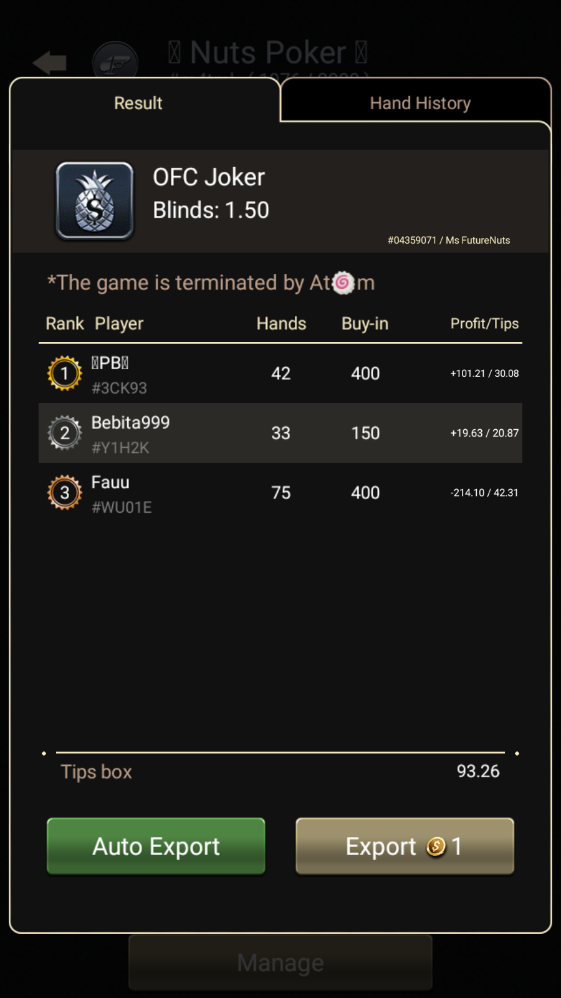 Nuts Poker
Result
Hand History
OFC Joker
Blinds: 1.50
#04359071 / Ms FutureNuts
*The game is terminated by At🍥m
Rank Player Hands Buy-in Profit/Tips
1 PB 42 400 +101.21 / 30.08
#3CK93
2 Bebita999 33 150 +19.63 / 20.87
#Y1H2K
3 Fauu 75 400 -214.10 / 42.31
#WU01E
Tips box 93.26
Auto Export
Export 1
Manage